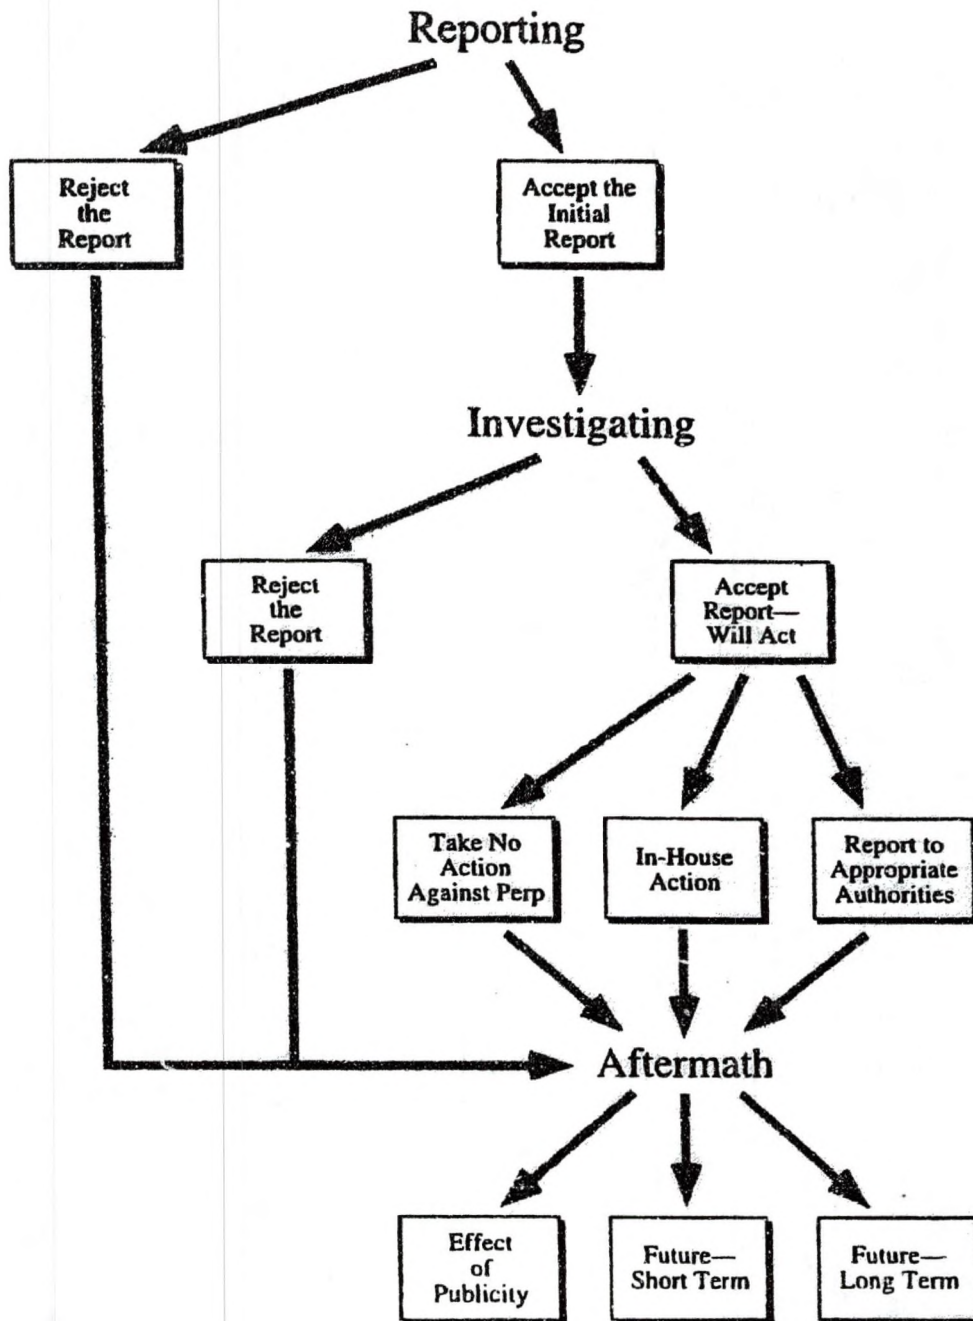 Reporting
Reject
the
Report
Accept the
Initial
Report
Investigating
Reject
the
Report
Accept
Report—
Will Act
Take No
Action
Against Perp
In-House
Action
Report to
Appropriate
Authorities
Aftermath
Effect
of
Publicity
Future—
Short Term
Future—
Long Term